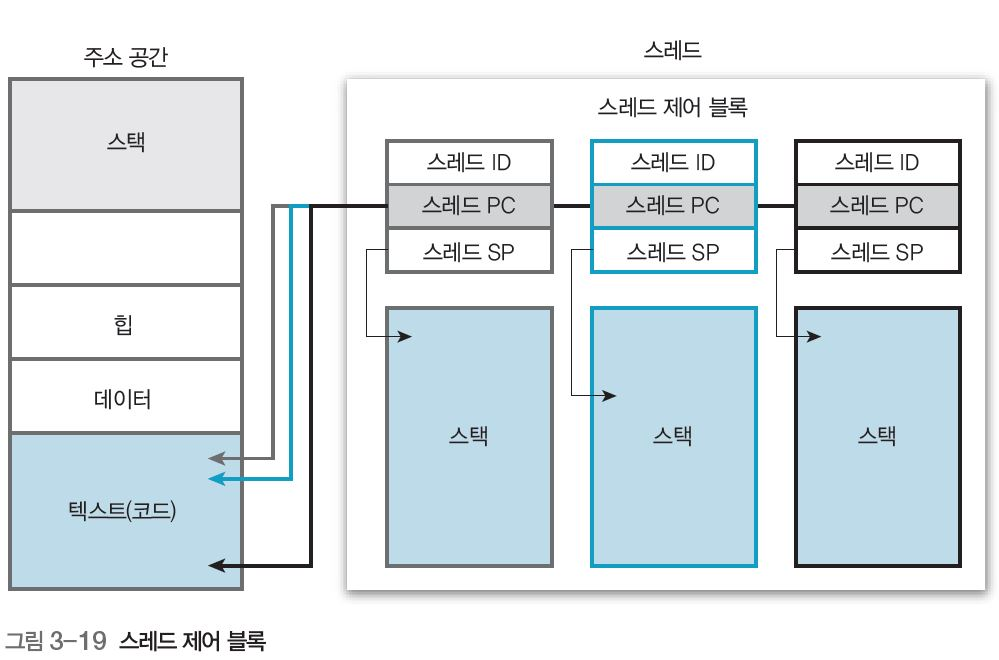 주소 공간
스택
힙
데이터
텍스트(코드)
스레드
스레드 제어 블록
스레드 ID
스레드 PC
스레드 SP
스택
스레드 ID
스레드 PC
스레드 SP
스택
스레드 ID
스레드 PC
스레드 SP
스택
그림 3-19 스레드 제어 블록